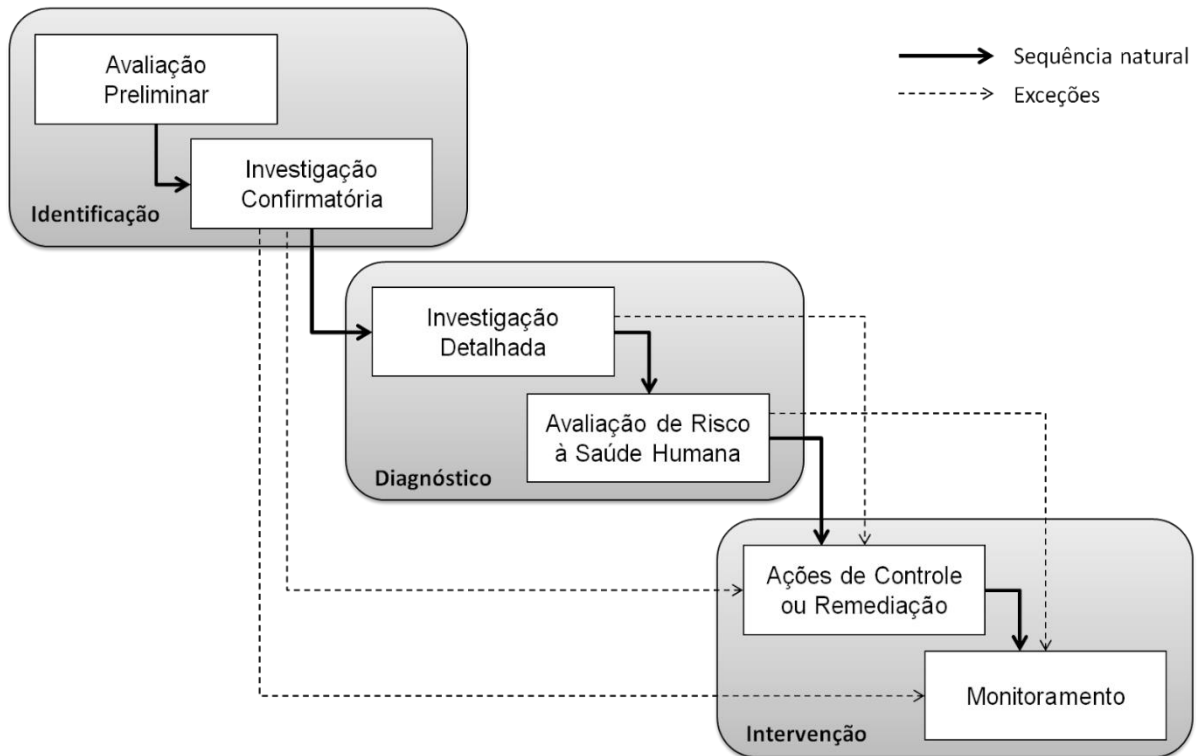 Avaliação
Preliminar
Investigação
Confirmatória
Identificação
Sequência natural
Exceções
Investigação
Detalhada
Avaliação de Risco
à Saúde Humana
Diagnóstico
Ações de Controle
ou Remediação
Monitoramento
Intervenção